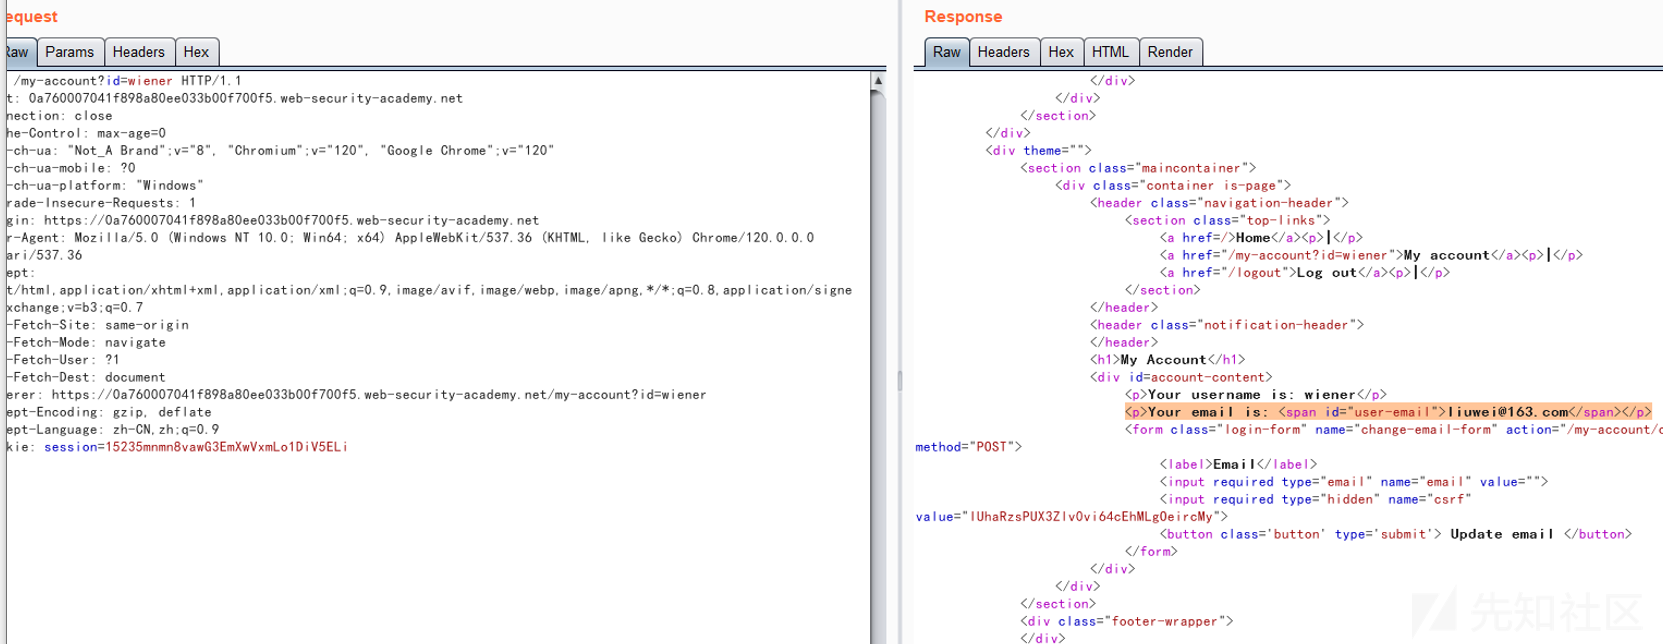 equest
Raw Params Headers Hex
/my-account?id=wiener HTTP/1.1
t: 0a760007041f898a80ee033b00f700f5.web-security-academy.net
nection: close
he-Control: max-age=0
-ch-ua: "Not_A Brand";v="8", "Chromium";v="120", "Google Chrome";v="120"
-ch-ua-mobile: ?0
-ch-ua-platform: "Windows"
rade-Insecure-Requests: 1
gin: https://0a760007041f898a80ee033b00f700f5.web-security-academy.net
r-Agent: Mozilla/5.0 (Windows NT 10.0; Win64; x64) AppleWebKit/537.36 (KHTML, like Gecko) Chrome/120.0.0.0
ari/537.36
ept:
t/html,application/xhtml+xml,application/xml;q=0.9,image/avif,image/webp,image/apng,*/*;q=0.8,application/signe
xchange;v=b3;q=0.7
-Fetch-Site: same-origin
-Fetch-Mode: navigate
-Fetch-User: ?1
-Fetch-Dest: document
erer: https://0a760007041f898a80ee033b00f700f5.web-security-academy.net/my-account?id=wiener
ept-Encoding: gzip, deflate
ept-Language: zh-CN,zh;q=0.9
kie: session=15235mnmn8vawG3EmXwVxmLo1DiV5ELi
Response
Raw Headers Hex HTML Render
</div>
</div>
</section>
</div>
<div theme="">
<section class="maincontainer">
<div class="container is-page">
<header class="navigation-header">
<section class="top-links">
<a href=/>Home</a><p>|</p>
<a href="/my-account?id=wiener">My account</a><p>|</p>
<a href="/logout">Log out</a><p>|</p>
</section>
</header>
<header class="notification-header">
</header>
<h1>My Account</h1>
<div id=account-content>
<p>Your username is: wiener</p>
<p>Your email is: <span id="user-email">liuwei@163.com</span></p>
<form class="login-form" name="change-email-form" action="/my-account/c
method="POST">
<label>Email</label>
<input required type="email" name="email" value="">
<input required type="hidden" name="csrf"
value="lUhaRzsPUX3Zlv0vi64cEhMLgOeircMy">
<button class='button' type='submit'> Update email </button>
</form>
</div>
</div>
</section>
<div class="footer-wrapper">
</div>
先知社区